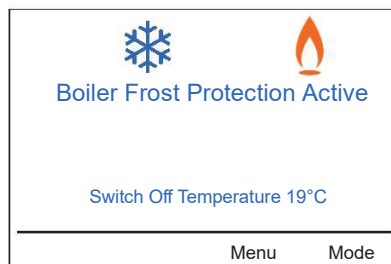 Boiler Frost Protection Active
Switch Off Temperature 19°C
Menu Mode